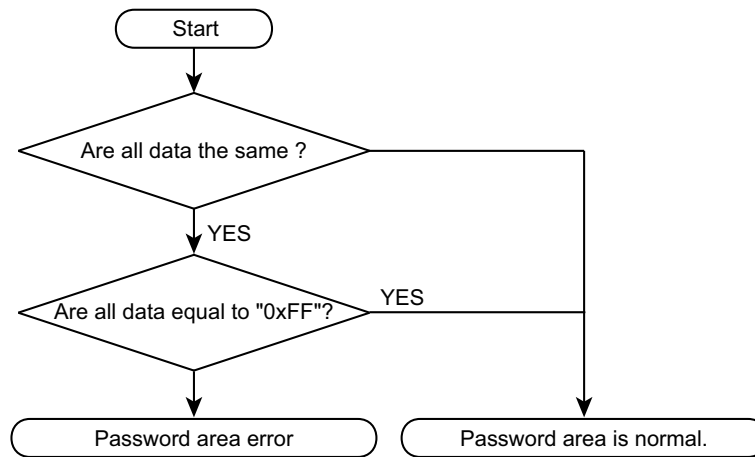 Start
Are all data the same ?
YES
Are all data equal to "0xFF"?
YES
Password area error
Password area is normal.